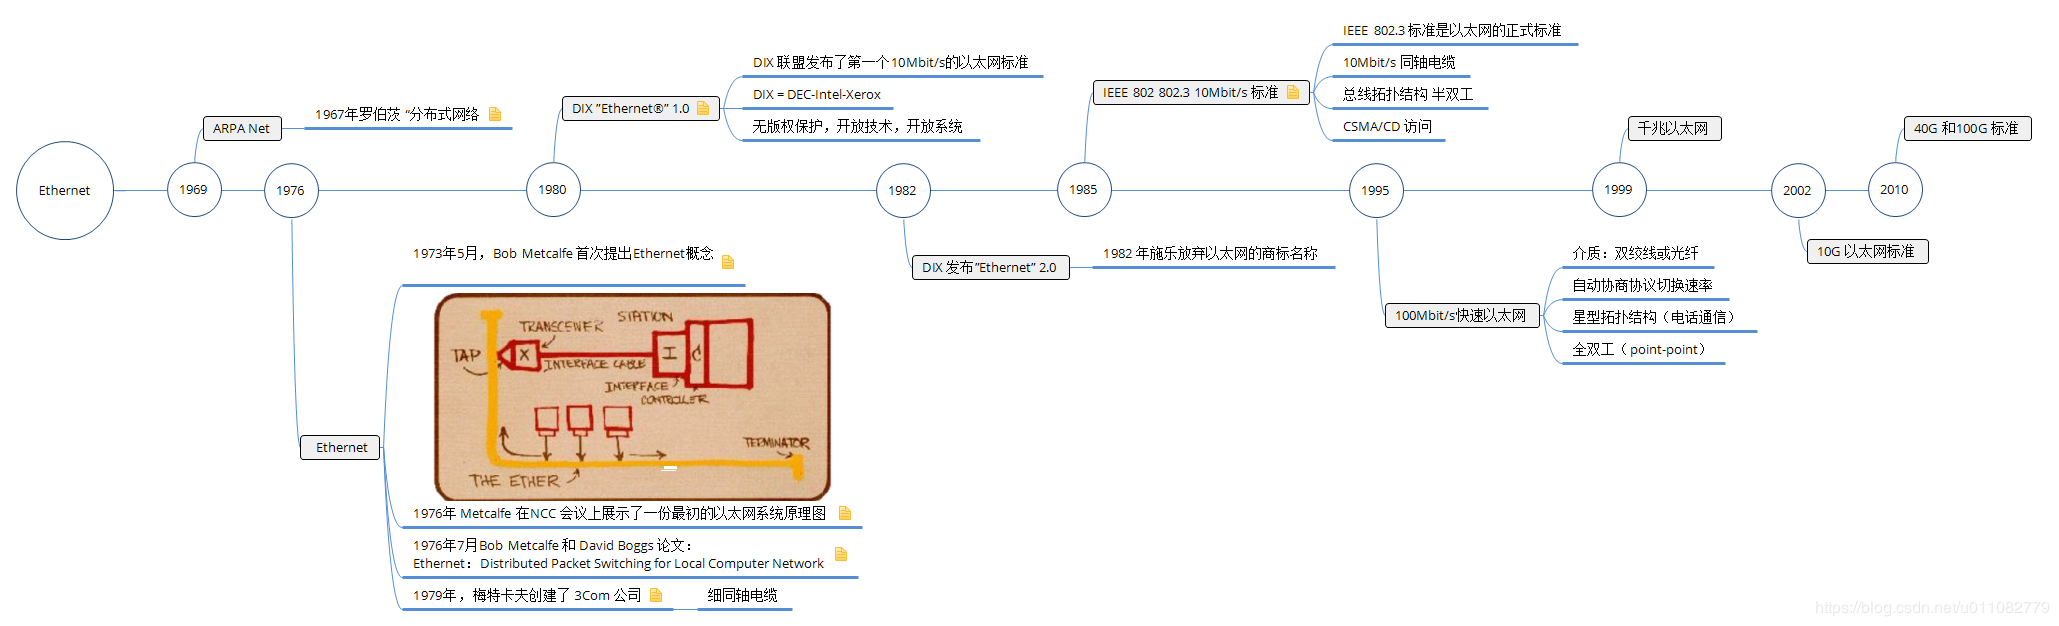 Ethernet
1969
ARPA Net
1967年罗伯茨 “分布式网络
1976
Ethernet
1973年5月，Bob Metcalfe 首次提出Ethernet概念
TRANSCEIVER
STATION
TAP
X
I
C
INTERFACE CABLE
INTERFACE
CONTROLLER
TERMINATOR
THE ETHER
1976年 Metcalfe 在NCC 会议上展示了一份最初的以太网系统原理图
1976年7月Bob Metcalfe 和 David Boggs 论文：
Ethernet：Distributed Packet Switching for Local Computer Network
1979年，梅特卡夫创建了 3Com 公司
细同轴电缆
1980
DIX ”Ethernet®” 1.0
DIX 联盟发布了第一个10Mbit/s的以太网标准
DIX = DEC-Intel-Xerox
无版权保护，开放技术，开放系统
1982
DIX 发布”Ethernet” 2.0
1982 年施乐放弃以太网的商标名称
1985
IEEE 802 802.3 10Mbit/s 标准
IEEE 802.3 标准是以太网的正式标准
10Mbit/s 同轴电缆
总线拓扑结构 半双工
CSMA/CD 访问
1995
100Mbit/s快速以太网
介质：双绞线或光纤
自动协商协议切换速率
星型拓扑结构（电话通信）
全双工（ point-point）
1999
千兆以太网
2002
10G 以太网标准
2010
40G 和100G 标准
https://blog.csdn.net/u011082779